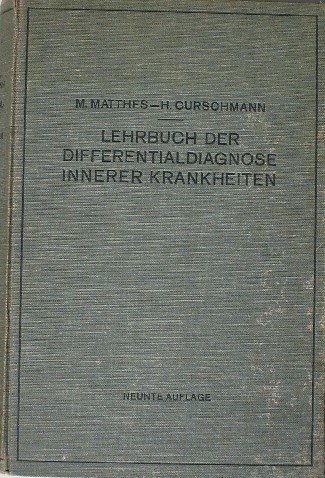 M. MATTHES—H. CURSCHMANN
LEHRBUCH DER
DIFFERENTIALDIAGNOSE
INNERER KRANKHEITEN
NEUNTE AUFLAGE